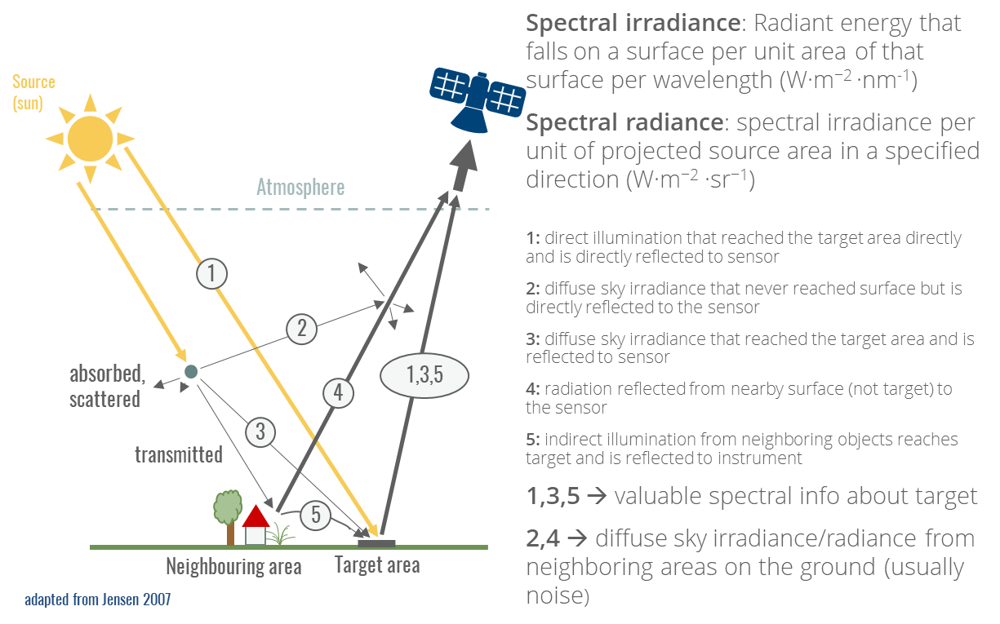 Source
(sun)
Atmosphere
1
2
absorbed,
scattered
4
1,3,5
3
transmitted
5
Neighbouring area
Target area
adapted from Jensen 2007
Spectral irradiance: Radiant energy that
falls on a surface per unit area of that
surface per wavelength (W·m⁻² ·nm⁻¹)
Spectral radiance: spectral irradiance per
unit of projected source area in a specified
direction (W·m⁻² ·sr⁻¹)
1: direct illumination that reached the target area directly
and is directly reflected to sensor
2: diffuse sky irradiance that never reached surface but is
directly reflected to the sensor
3: diffuse sky irradiance that reached the target area and is
reflected to sensor
4: radiation reflected from nearby surface (not target) to
the sensor
5: indirect illumination from neighboring objects reaches
target and is reflected to instrument
1,3,5 → valuable spectral info about target
2,4 → diffuse sky irradiance/radiance from
neighboring areas on the ground (usually
noise)